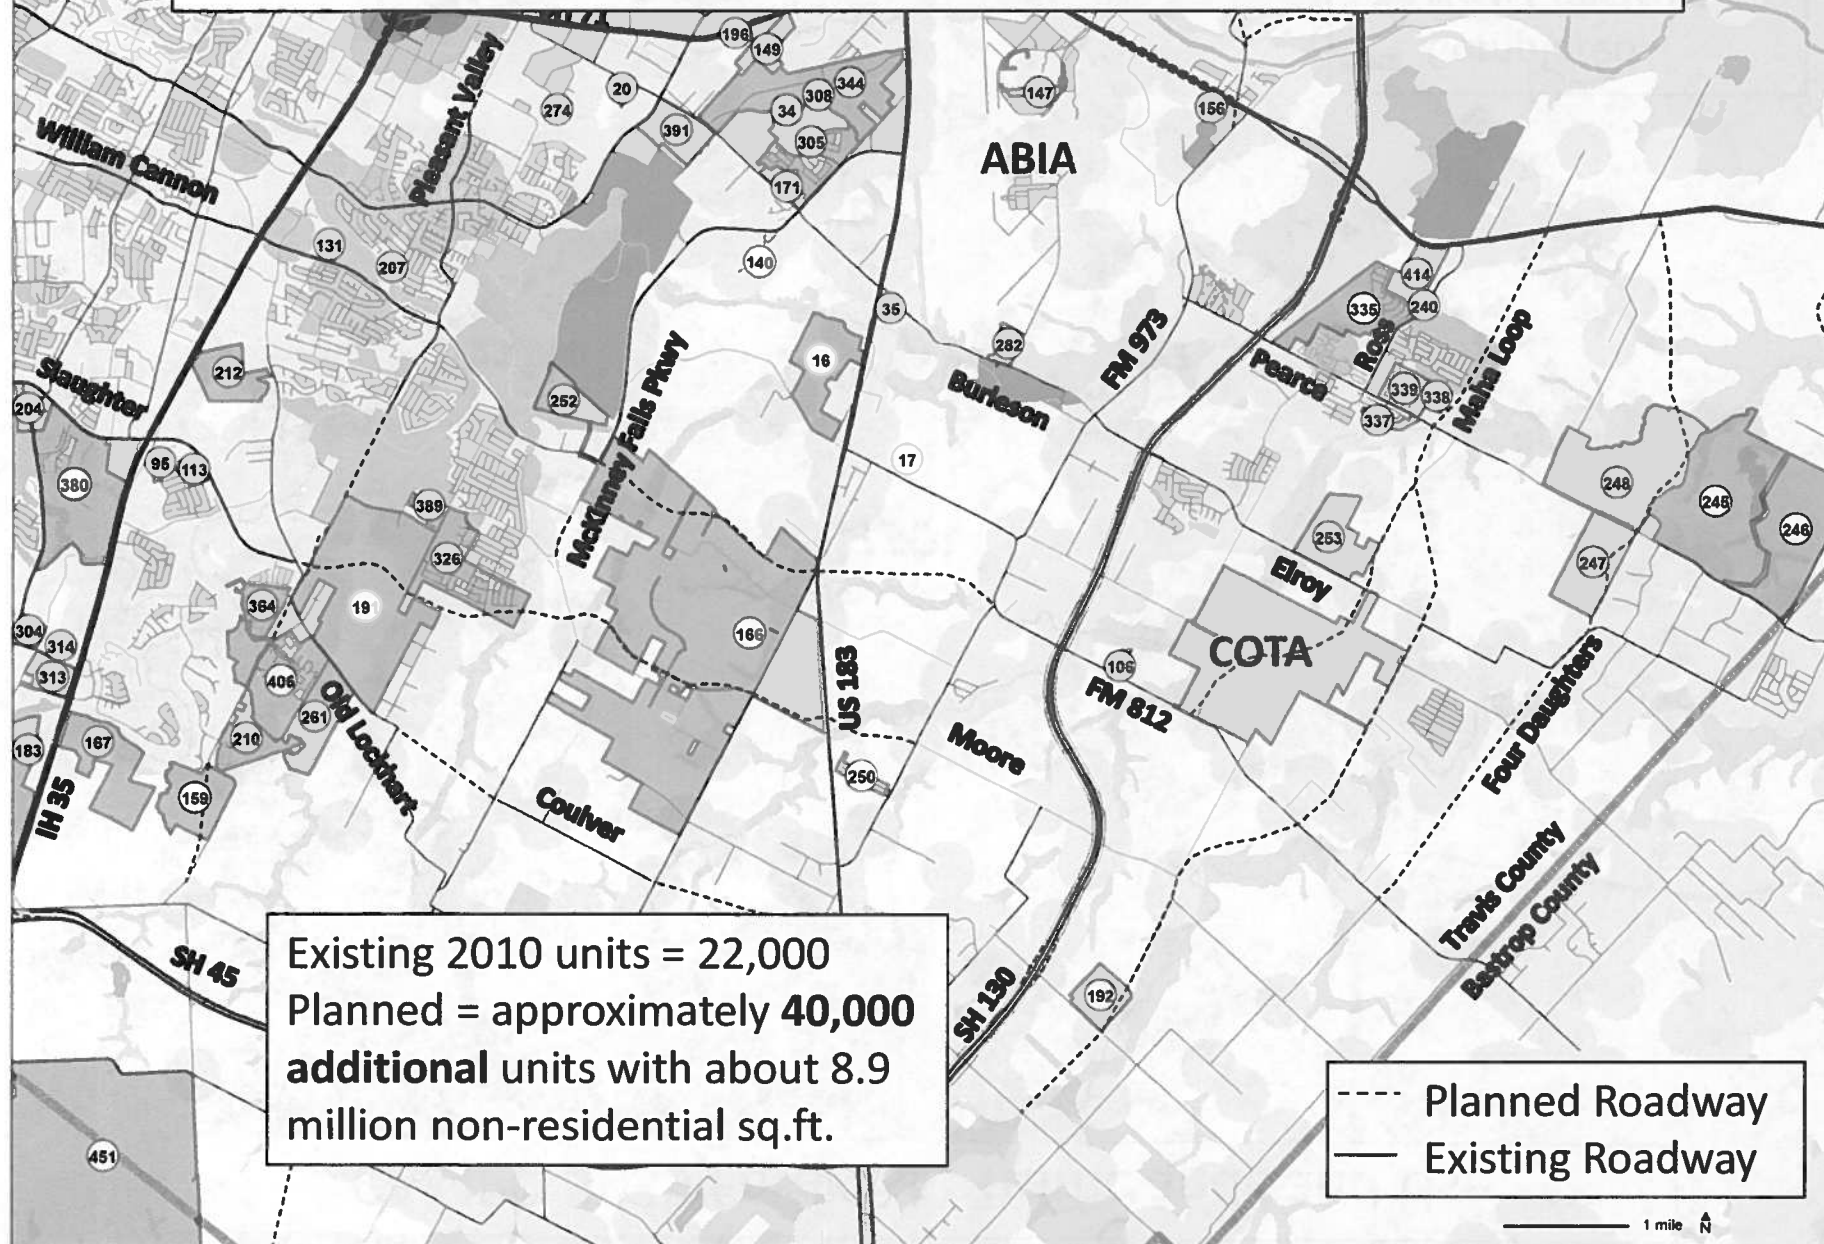 196
149
20
274
391
34
308
344
305
171
147
156
ABIA
William Cannon
Pleasant Valley
131
207
140
35
282
16
212
252
Slaughter
204
95
113
380
McKinney Falls Pkwy
Burleson
FM 973
Pearce
Ross
Maha Loop
414
335
240
339
338
337
17
248
245
246
247
253
Elroy
389
326
364
19
166
304
314
313
406
261
210
183
167
159
Old Lockhart
IH 35
US 183
106
COTA
FM 812
Moore
250
Coulver
Four Daughters
Travis County
Bastrop County
SH 45
SH 130
192
451
Existing 2010 units = 22,000
Planned = approximately 40,000
additional units with about 8.9
million non-residential sq.ft.
Planned Roadway
Existing Roadway
1 mile
N